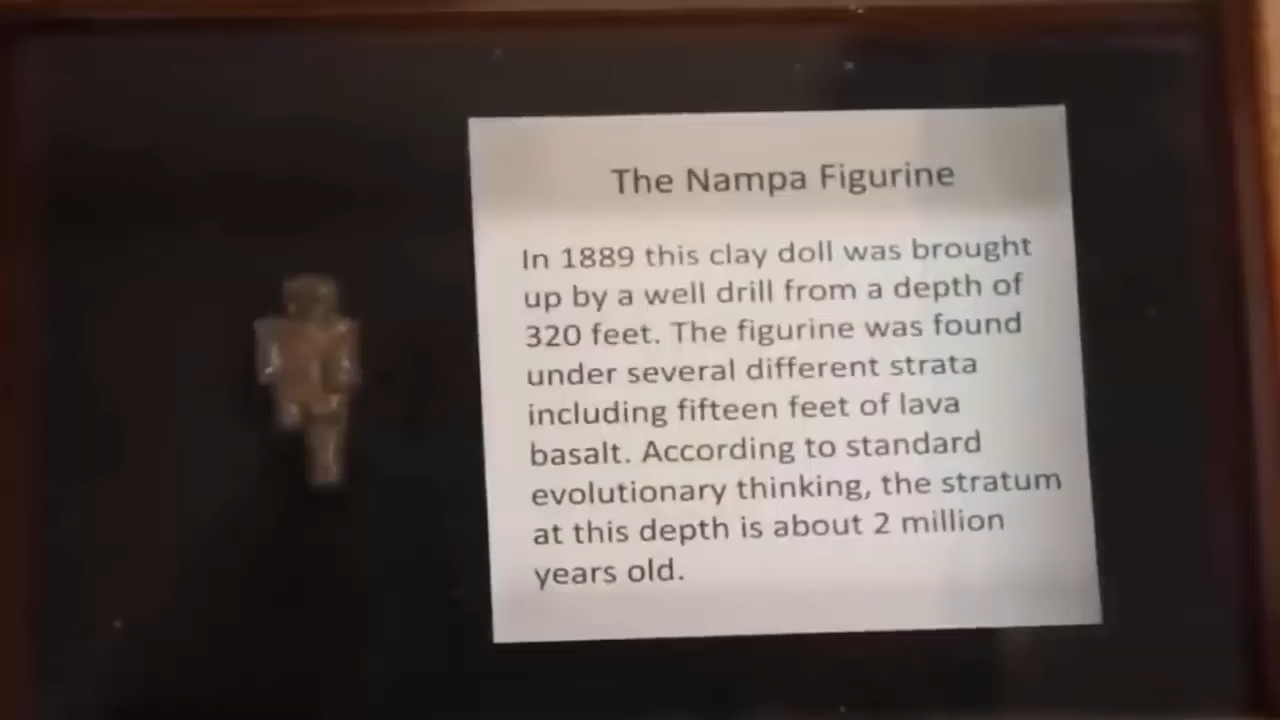 The Nampa Figurine
In 1889 this clay doll was brought
up by a well drill from a depth of
320 feet. The figurine was found
under several different strata
including fifteen feet of lava
basalt. According to standard
evolutionary thinking, the stratum
at this depth is about 2 million
years old.